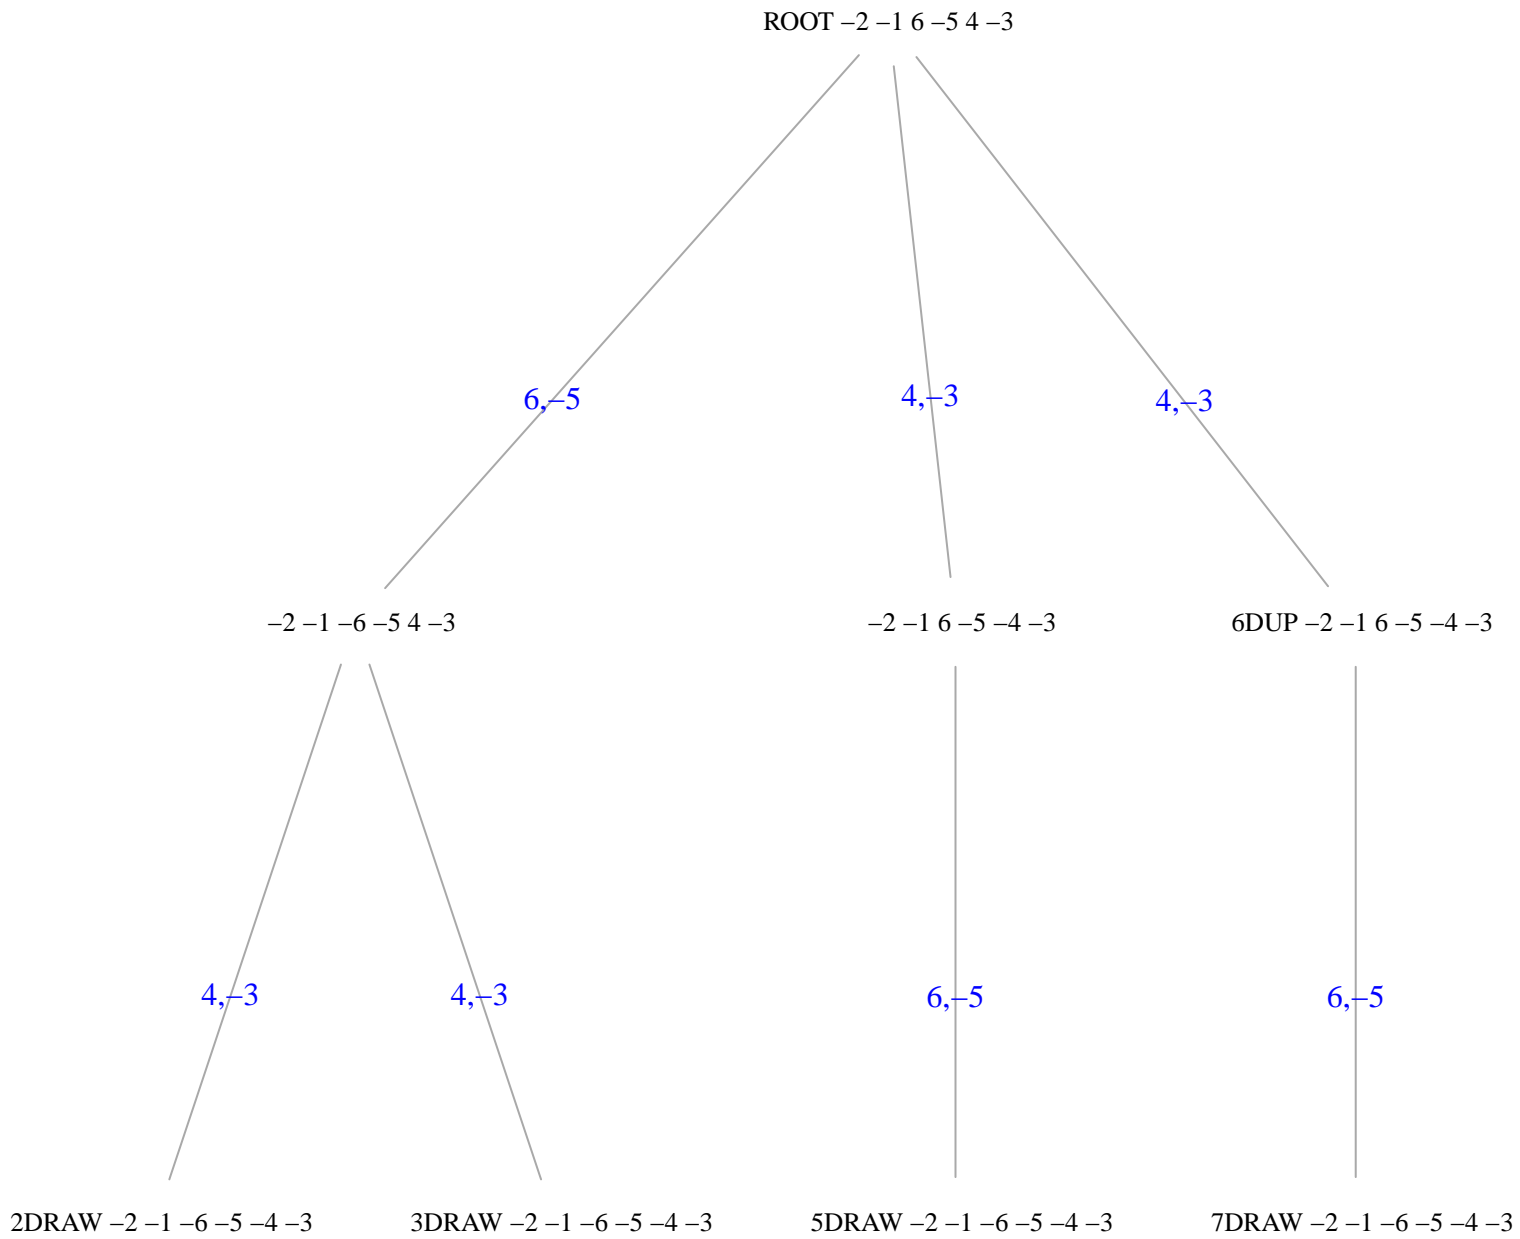 ROOT –2 –1 6 –5 4 –3
6,–5
4,–3
4,–3
–2 –1 –6 –5 4 –3
–2 –1 6 –5 –4 –3
6DUP –2 –1 6 –5 –4 –3
4,–3
4,–3
6,–5
6,–5
2DRAW –2 –1 –6 –5 –4 –3
3DRAW –2 –1 –6 –5 –4 –3
5DRAW –2 –1 –6 –5 –4 –3
7DRAW –2 –1 –6 –5 –4 –3